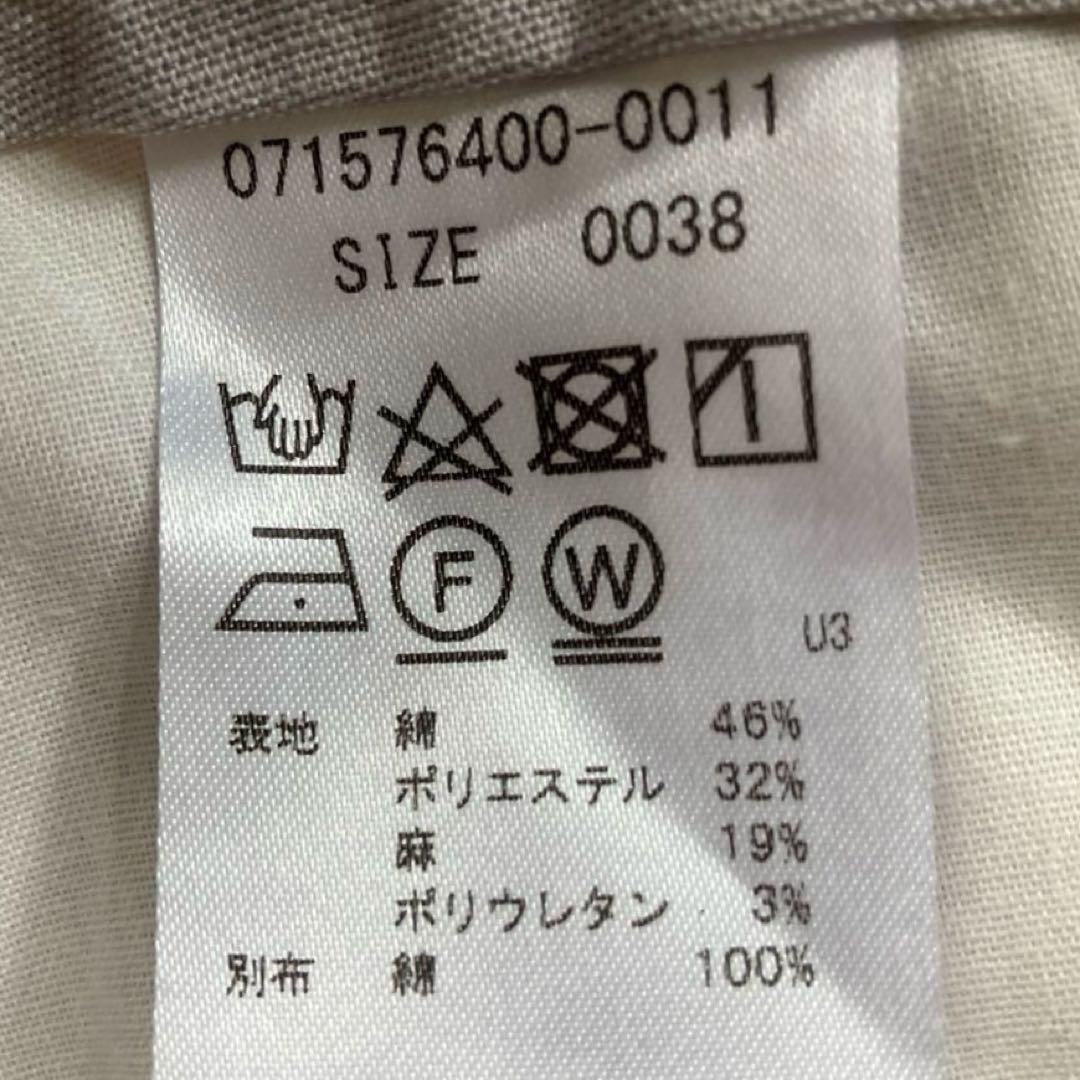 071576400-0011
SIZE 0038
F W
U3
表地 綿 46%
ポリエステル 32%
麻 19%
ポリウレタン 3%
別布 綿 100%